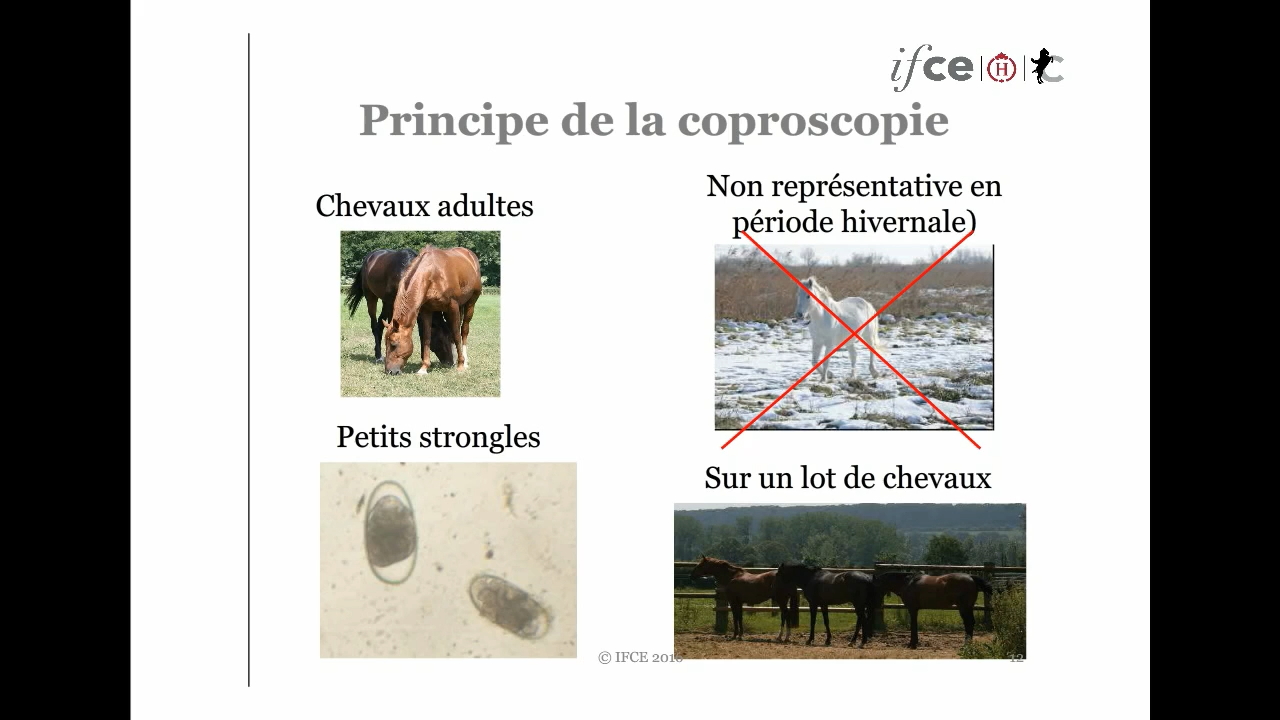 ifce H C
Principe de la coproscopie
Chevaux adultes
Non représentative en
période hivernale)
Petits strongles
Sur un lot de chevaux
© IFCE 2016
12